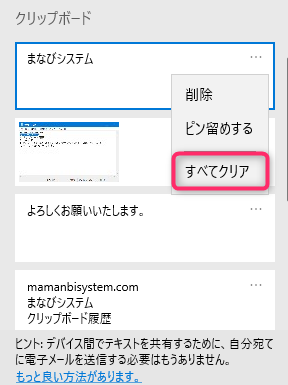 クリップボード
まなびシステム
削除
ピン留めする
すべてクリア
よろしくお願いいたします。
mamanbisystem.com
まなびシステム
クリップボード履歴
ヒント: デバイス間でテキストを共有するために、自分宛て
に電子メールを送信する必要はもうありません。
もっと良い方法があります。